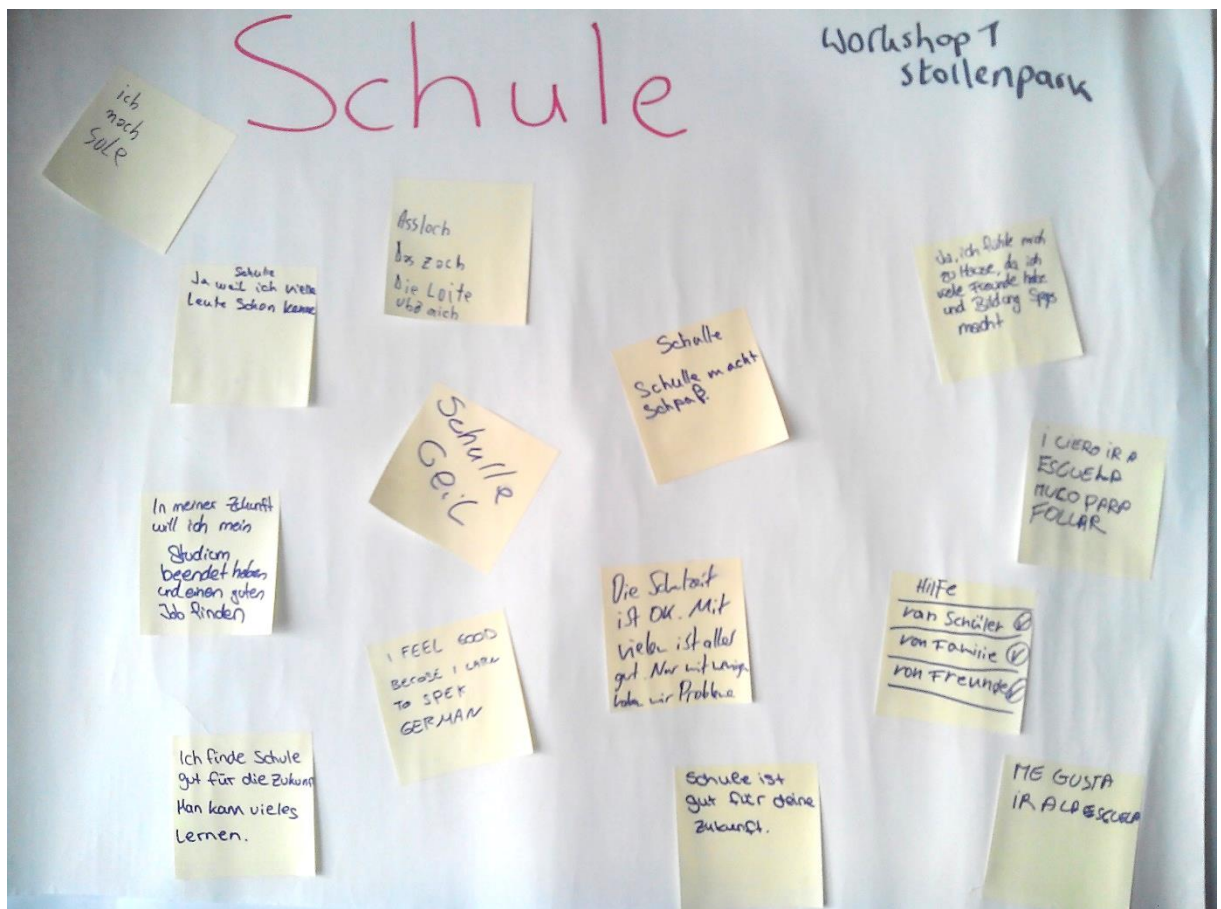 Schule
Workshop 1
stollenpark
ich
noch
SULE
Assloch
Das zoch
Die Loite
ubd mich
Schulle
Ja weil ich viele
Leute Schon kenne
Ja, ich fühle mich
zu Hause, da ich
viele Freunde habe
und Bildung Spass
macht
Schulle
Schulle macht
Schpaß.
Schulle
GEIL
I CIERO IR A
ESCUELA
MUCO PARA
FOLLAR
In meiner Zukunft
will ich mein
Studium
beendet haben
und einen guten
Job finden
Die Schulzeit
ist OK. Mit
vielen ist alles
gut. Nur mit wenigen
haben wir Probleme
Hilfe
von Schüler
von Familie
von Freunde
I FEEL GOOD
BECOSE I LARN
TO SPEK
GERMAN
Ich finde Schule
gut für die Zukunft
Man kann vieles
Lernen.
Schule ist
gut für deine
Zukunft.
ME GUSTA
IR A LA ESCUELA